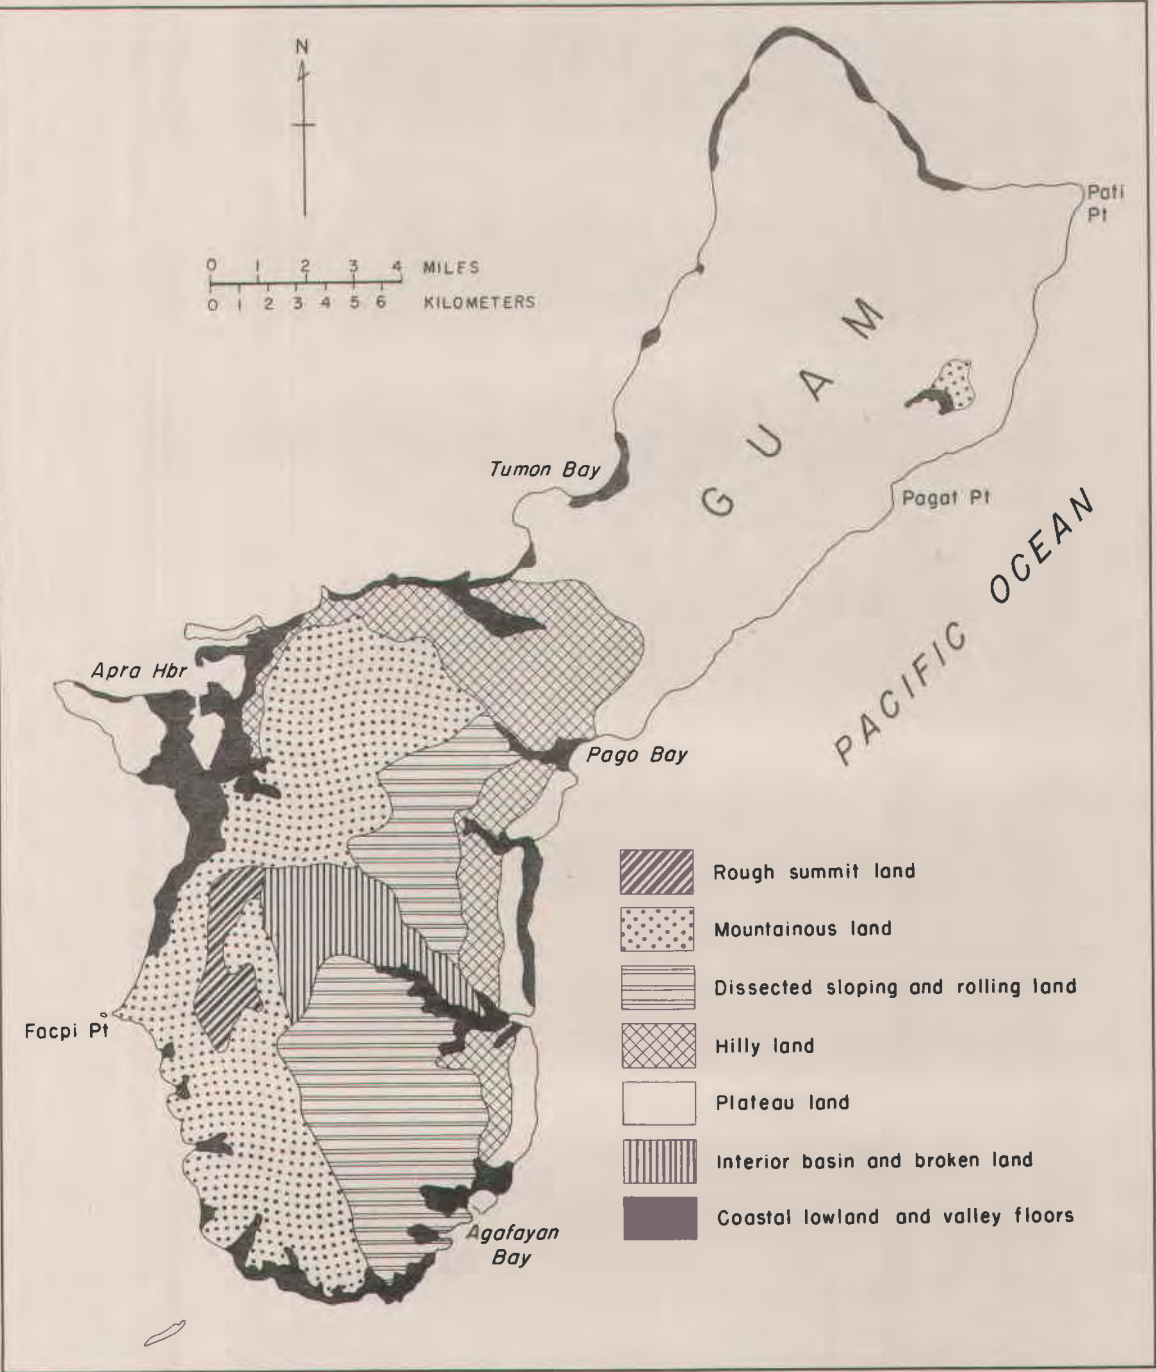 N
0 1 2 3 4 MILES
0 1 2 3 4 5 6 KILOMETERS
Pati
Pt
GUAM
Tumon Bay
Pagat Pt
PACIFIC OCEAN
Apra Hbr
Pago Bay
Facpi Pt
Agafayan
Bay
Rough summit land
Mountainous land
Dissected sloping and rolling land
Hilly land
Plateau land
Interior basin and broken land
Coastal lowland and valley floors